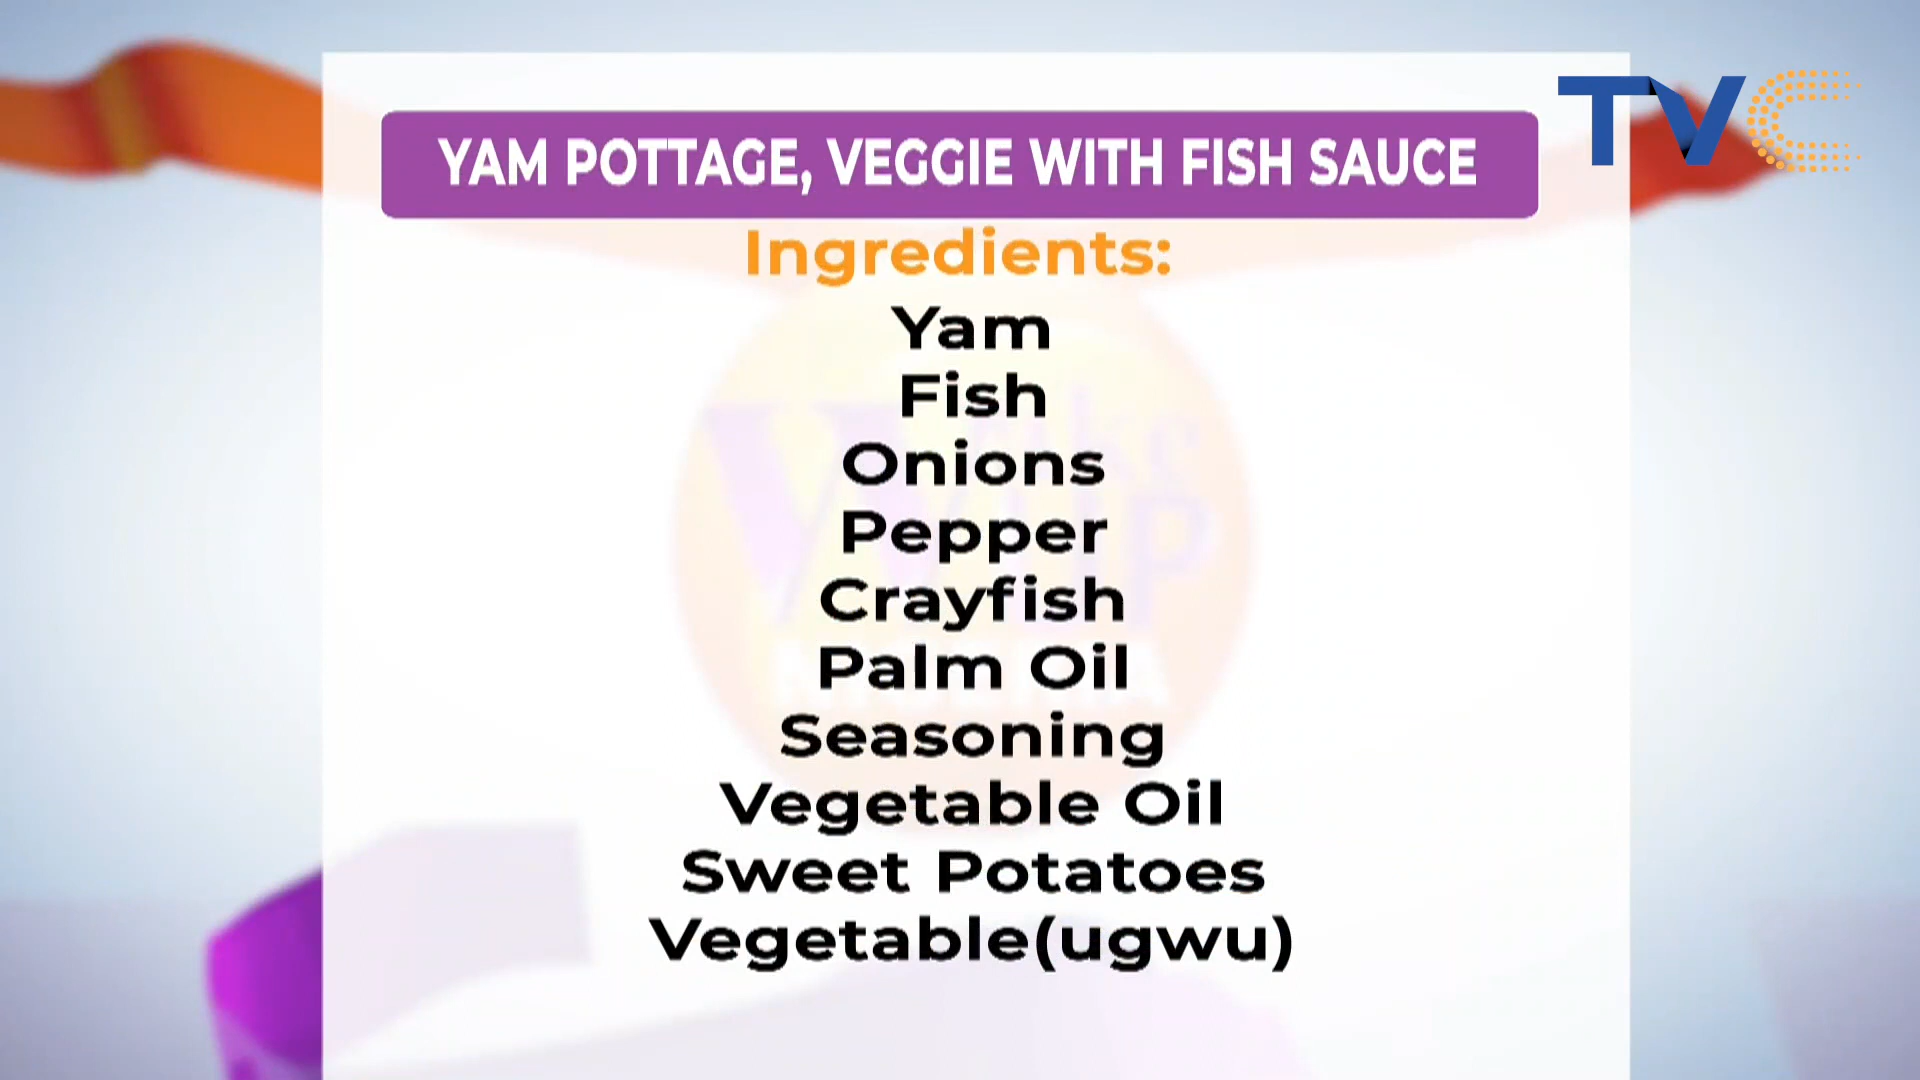 TVC
YAM POTTAGE, VEGGIE WITH FISH SAUCE
Ingredients:
Yam
Fish
Onions
Pepper
Crayfish
Palm Oil
Seasoning
Vegetable Oil
Sweet Potatoes
Vegetable(ugwu)